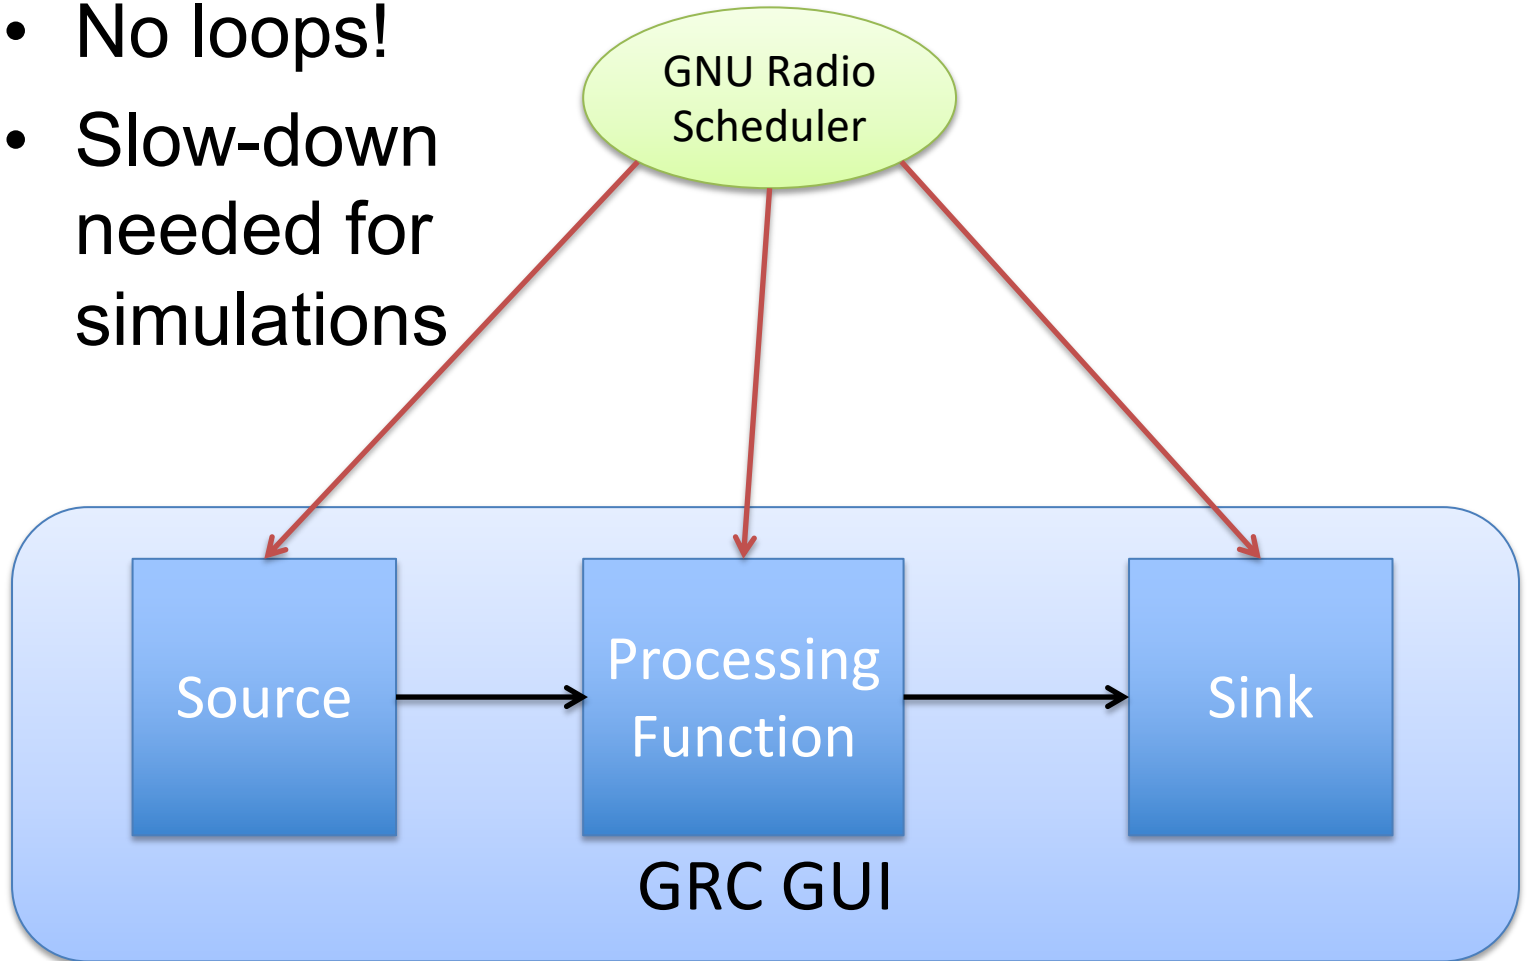 • No loops!
• Slow-down
needed for
simulations
GNU Radio
Scheduler
Source
Processing
Function
Sink
GRC GUI